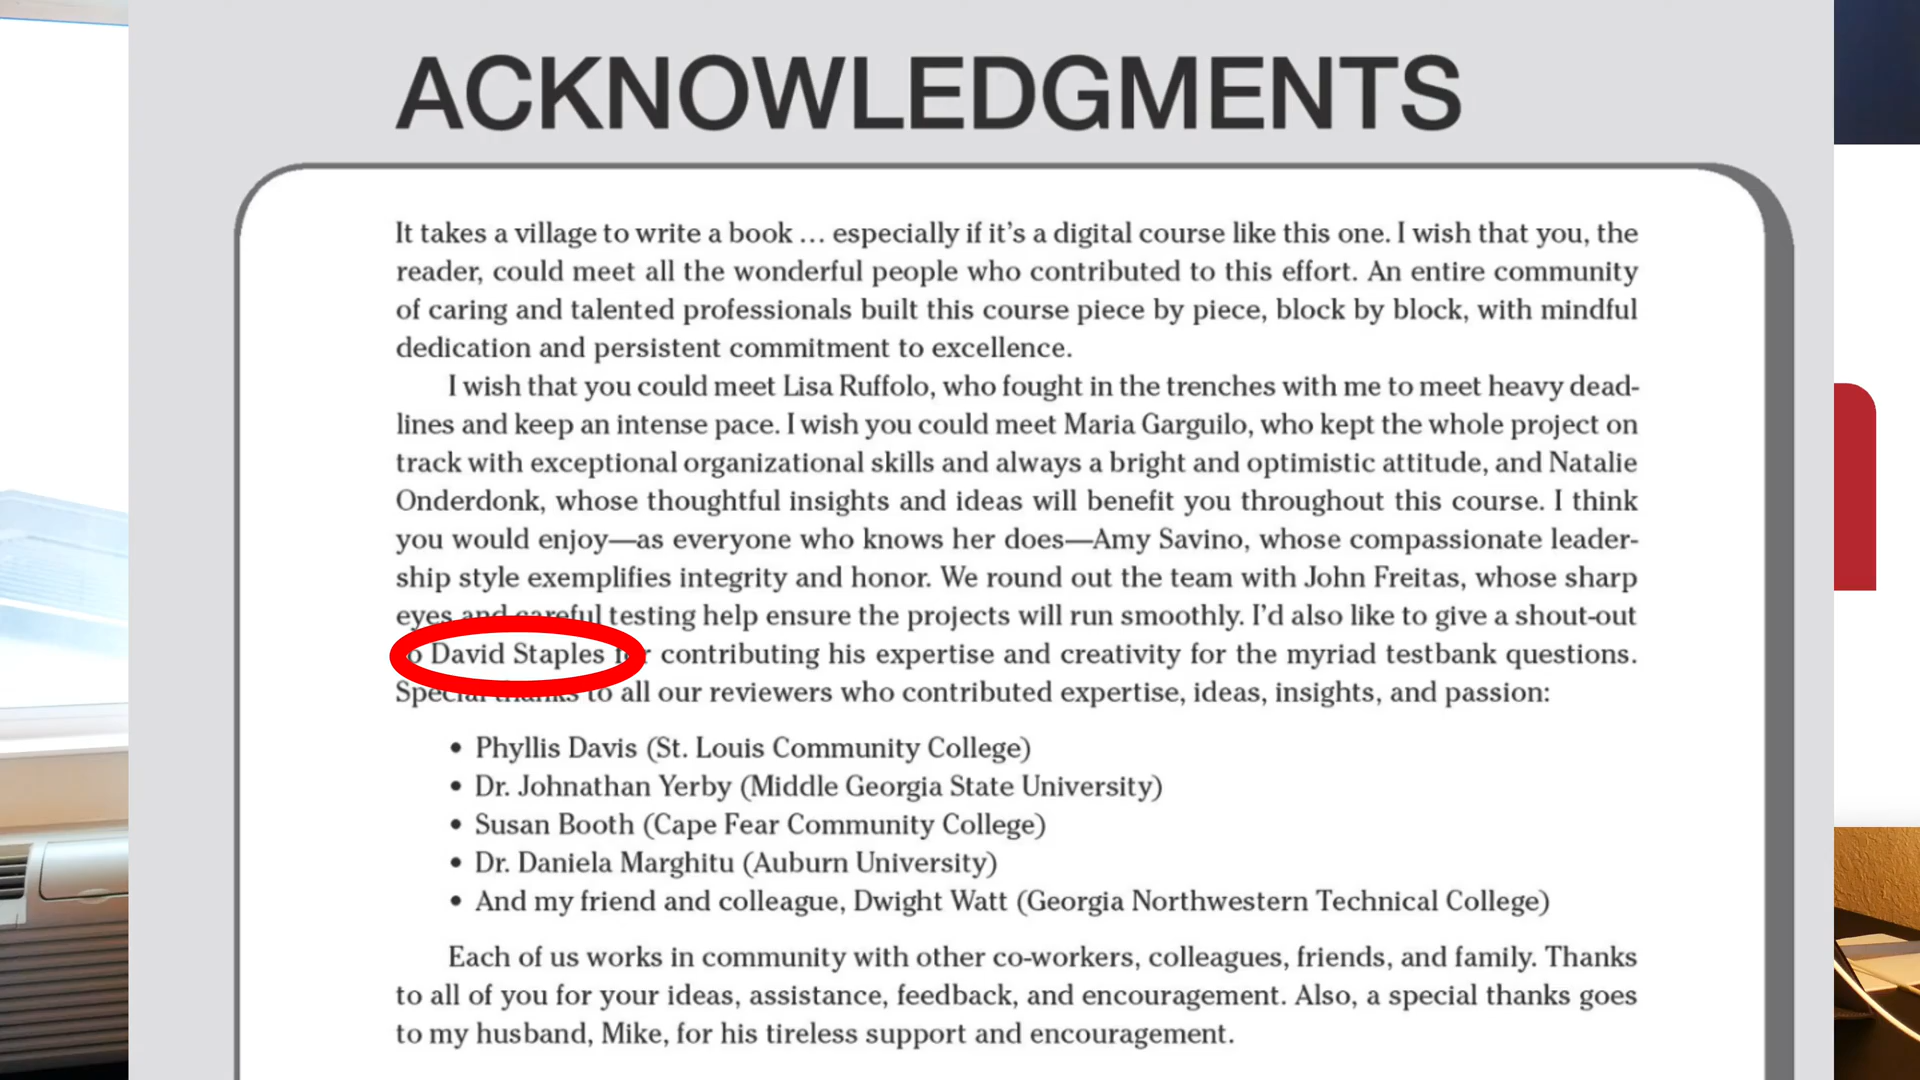 ACKNOWLEDGMENTS
It takes a village to write a book … especially if it's a digital course like this one. I wish that you, the
reader, could meet all the wonderful people who contributed to this effort. An entire community
of caring and talented professionals built this course piece by piece, block by block, with mindful
dedication and persistent commitment to excellence.
I wish that you could meet Lisa Ruffolo, who fought in the trenches with me to meet heavy dead-
lines and keep an intense pace. I wish you could meet Maria Garguilo, who kept the whole project on
track with exceptional organizational skills and always a bright and optimistic attitude, and Natalie
Onderdonk, whose thoughtful insights and ideas will benefit you throughout this course. I think
you would enjoy—as everyone who knows her does—Amy Savino, whose compassionate leader-
ship style exemplifies integrity and honor. We round out the team with John Freitas, whose sharp
eyes and careful testing help ensure the projects will run smoothly. I'd also like to give a shout-out
to David Staples for contributing his expertise and creativity for the myriad testbank questions.
Special thanks to all our reviewers who contributed expertise, ideas, insights, and passion:
• Phyllis Davis (St. Louis Community College)
• Dr. Johnathan Yerby (Middle Georgia State University)
• Susan Booth (Cape Fear Community College)
• Dr. Daniela Marghitu (Auburn University)
• And my friend and colleague, Dwight Watt (Georgia Northwestern Technical College)
Each of us works in community with other co-workers, colleagues, friends, and family. Thanks
to all of you for your ideas, assistance, feedback, and encouragement. Also, a special thanks goes
to my husband, Mike, for his tireless support and encouragement.